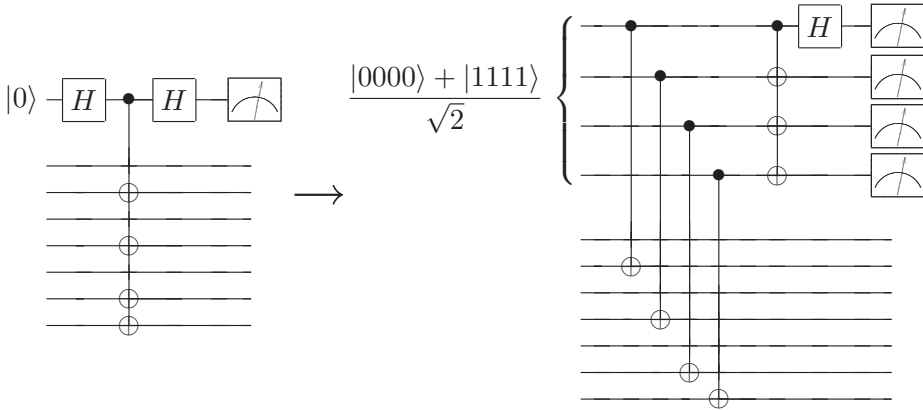 |0⟩ H H
|0000⟩ + |1111⟩
√2
H